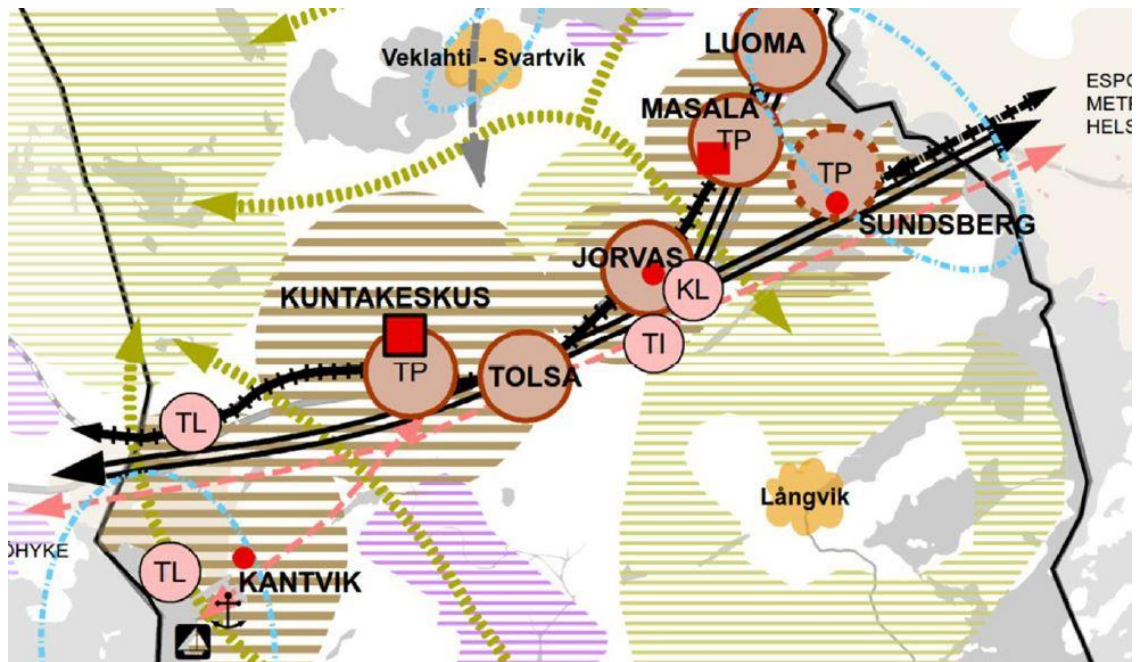 LUOMA
Veklahti - Svartvik
ESPO
METR
HELS
MASALA
TP
TP
SUNDSBERG
JORVAS
KL
KUNTAKESKUS
TI
TP
TOLSA
TL
Långvik
ÖHYKE
TL
KANTVIK